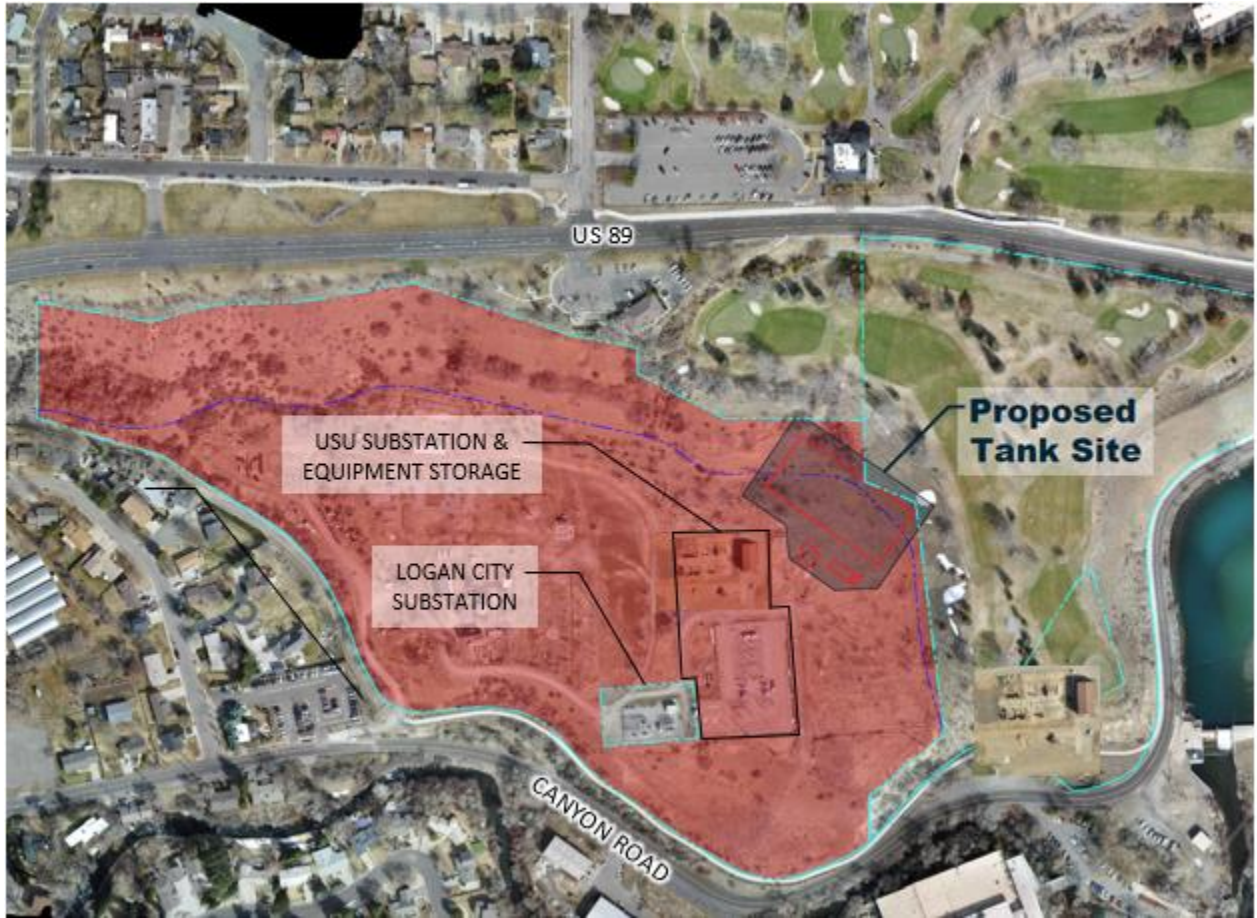 US 89
Proposed
Tank Site
USU SUBSTATION &
EQUIPMENT STORAGE
LOGAN CITY
SUBSTATION
CANYON ROAD